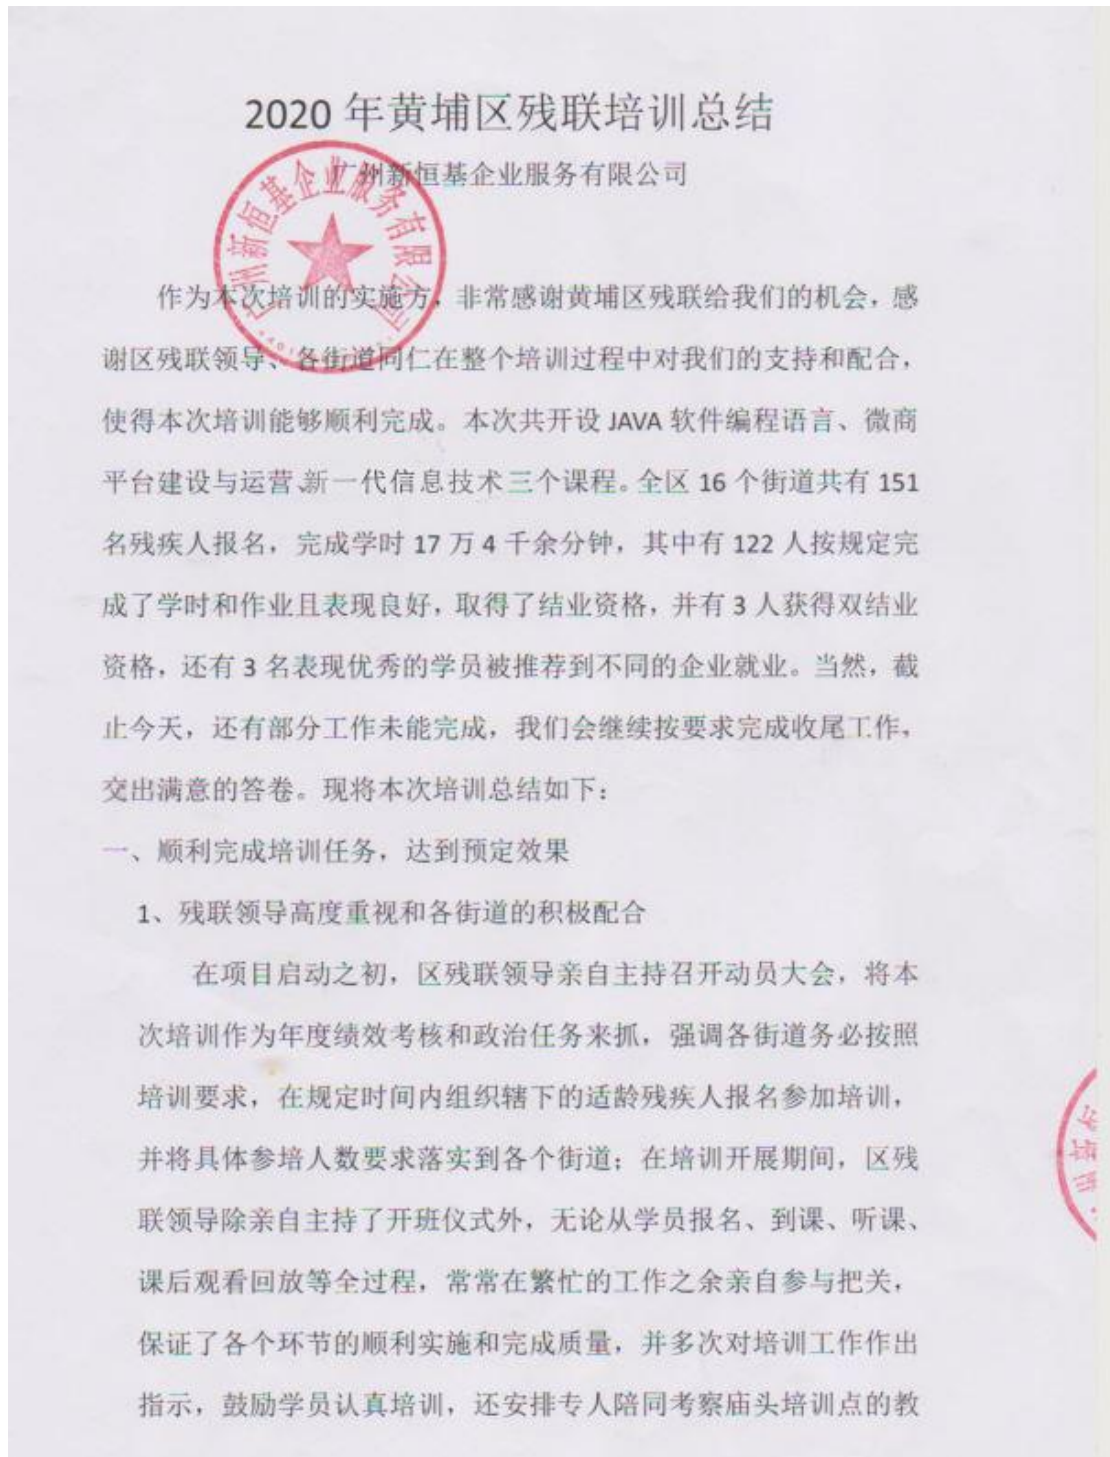 2020 年黄埔区残联培训总结
广州新恒基企业服务有限公司
广州新恒基企业服务有限公司
作为本次培训的实施方，非常感谢黄埔区残联给我们的机会，感
谢区残联领导、各街道同仁在整个培训过程中对我们的支持和配合，
使得本次培训能够顺利完成。本次共开设 JAVA 软件编程语言、微商
平台建设与运营、新一代信息技术三个课程。全区 16 个街道共有 151
名残疾人报名，完成学时 17 万 4 千余分钟，其中有 122 人按规定完
成了学时和作业且表现良好，取得了结业资格，并有 3 人获得双结业
资格，还有 3 名表现优秀的学员被推荐到不同的企业就业。当然，截
止今天，还有部分工作未能完成，我们会继续按要求完成收尾工作，
交出满意的答卷。现将本次培训总结如下：
一、顺利完成培训任务，达到预定效果
1、残联领导高度重视和各街道的积极配合
在项目启动之初，区残联领导亲自主持召开动员大会，将本
次培训作为年度绩效考核和政治任务来抓，强调各街道务必按照
培训要求，在规定时间内组织辖下的适龄残疾人报名参加培训，
并将具体参培人数要求落实到各个街道；在培训开展期间，区残
联领导除亲自主持了开班仪式外，无论从学员报名、到课、听课、
课后观看回放等全过程，常常在繁忙的工作之余亲自参与把关，
保证了各个环节的顺利实施和完成质量，并多次对培训工作作出
指示，鼓励学员认真培训，还安排专人陪同考察庙头培训点的教